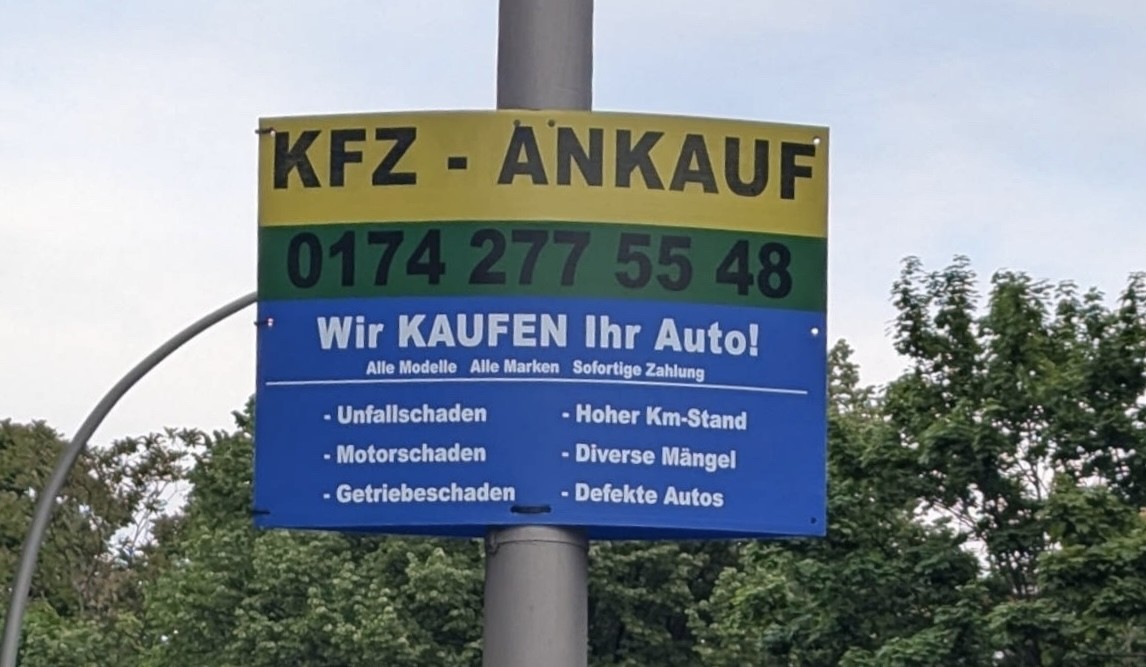 KFZ - ANKAUF
0174 277 55 48
Wir KAUFEN Ihr Auto!
Alle Modelle Alle Marken Sofortige Zahlung
- Unfallschaden - Hoher Km-Stand
- Motorschaden - Diverse Mängel
- Getriebeschaden - Defekte Autos